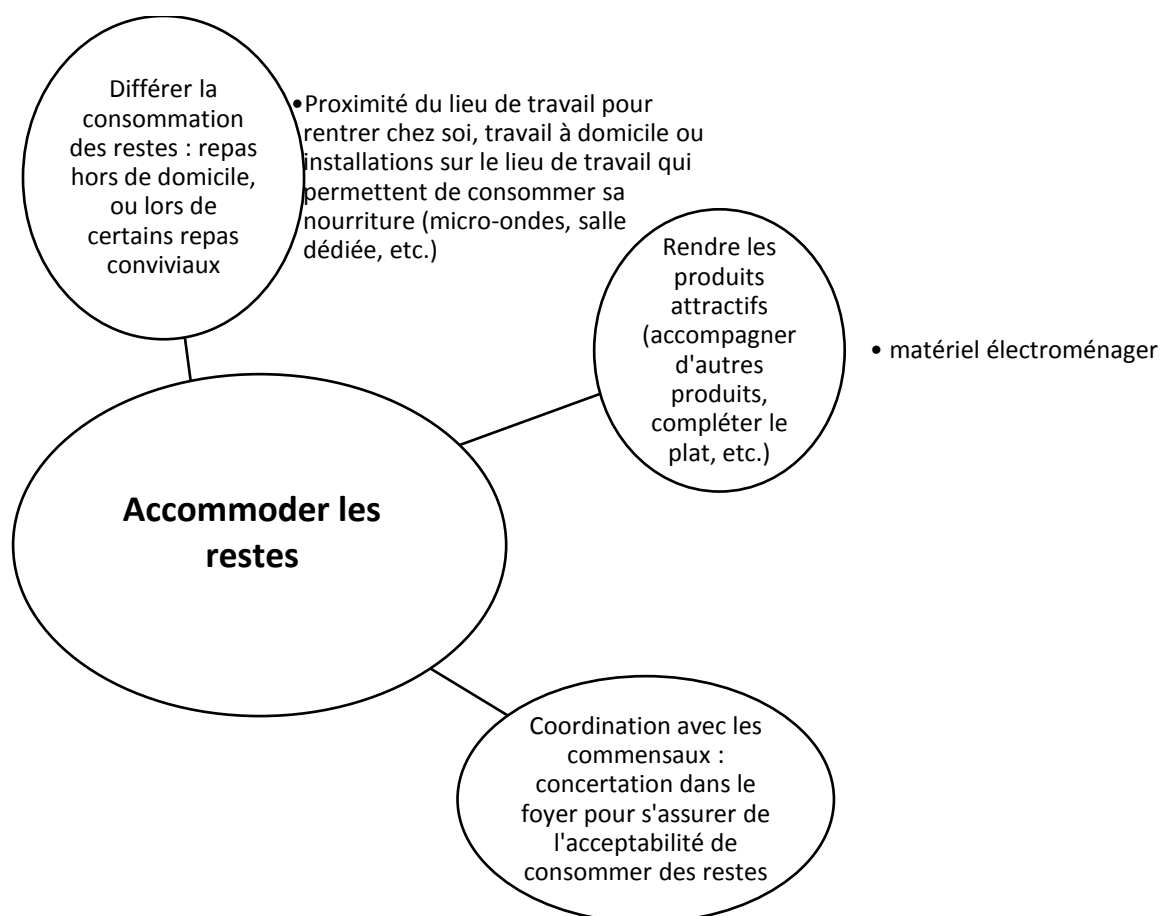 Différer la
consommation
des restes : repas
hors de domicile,
ou lors de
certains repas
conviviaux
•Proximité du lieu de travail pour
rentrer chez soi, travail à domicile ou
installations sur le lieu de travail qui
permettent de consommer sa
nourriture (micro-ondes, salle
dédiée, etc.)
Rendre les
produits
attractifs
(accompagner
d'autres
produits,
compléter le
plat, etc.)
• matériel électroménager
Accommoder les
restes
Coordination avec les
commensaux :
concertation dans le
foyer pour s'assurer de
l'acceptabilité de
consommer des restes